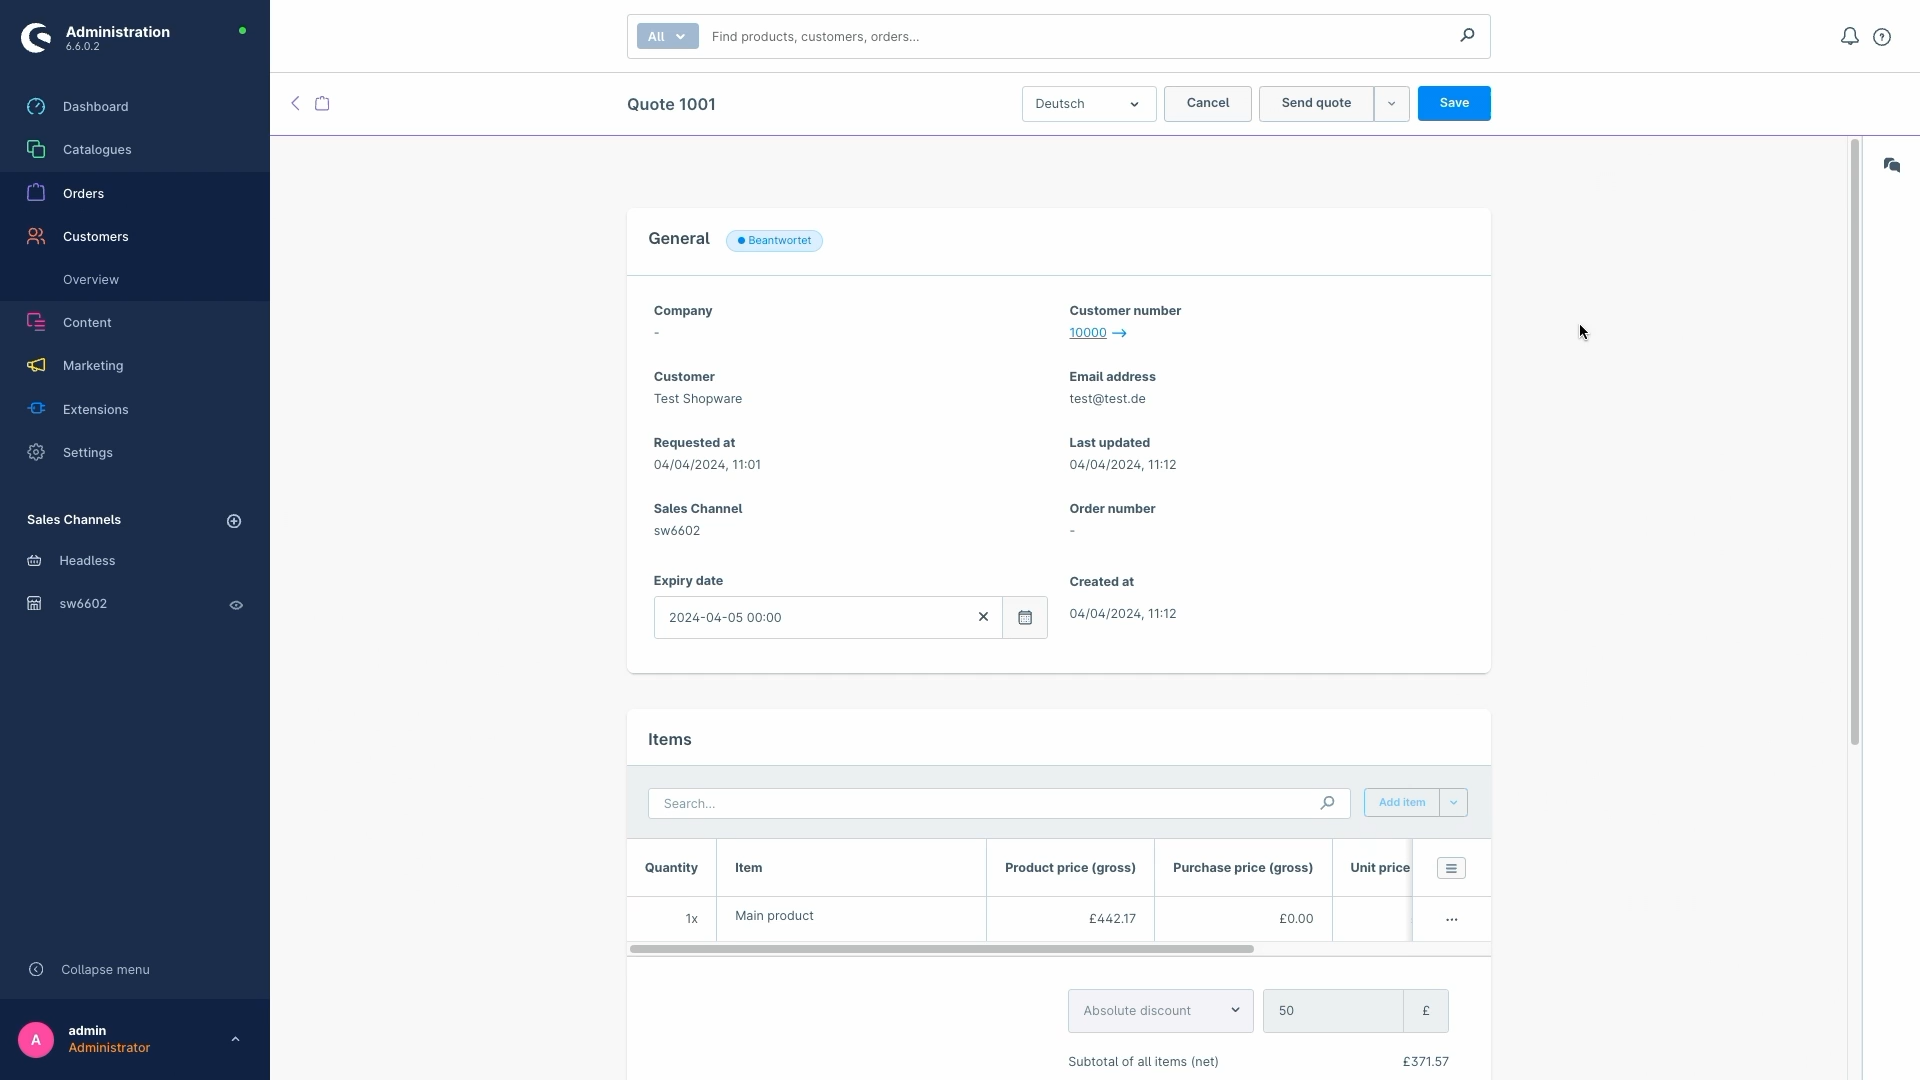 Administration
6.6.0.2
All
Find products, customers, orders...
Dashboard
Catalogues
Orders
Customers
Overview
Content
Marketing
Extensions
Settings
Sales Channels
Headless
sw6602
Collapse menu
A
admin
Administrator
Quote 1001
Deutsch
Cancel
Send quote
Save
General
Beantwortet
Company
-
Customer number
10000
Customer
Test Shopware
Email address
test@test.de
Requested at
04/04/2024, 11:01
Last updated
04/04/2024, 11:12
Sales Channel
sw6602
Order number
-
Expiry date
2024-04-05 00:00
Created at
04/04/2024, 11:12
Items
Search...
Add item
Quantity Item Product price (gross) Purchase price (gross) Unit price
1x Main product £442.17 £0.00
Absolute discount 50 £
Subtotal of all items (net) £371.57